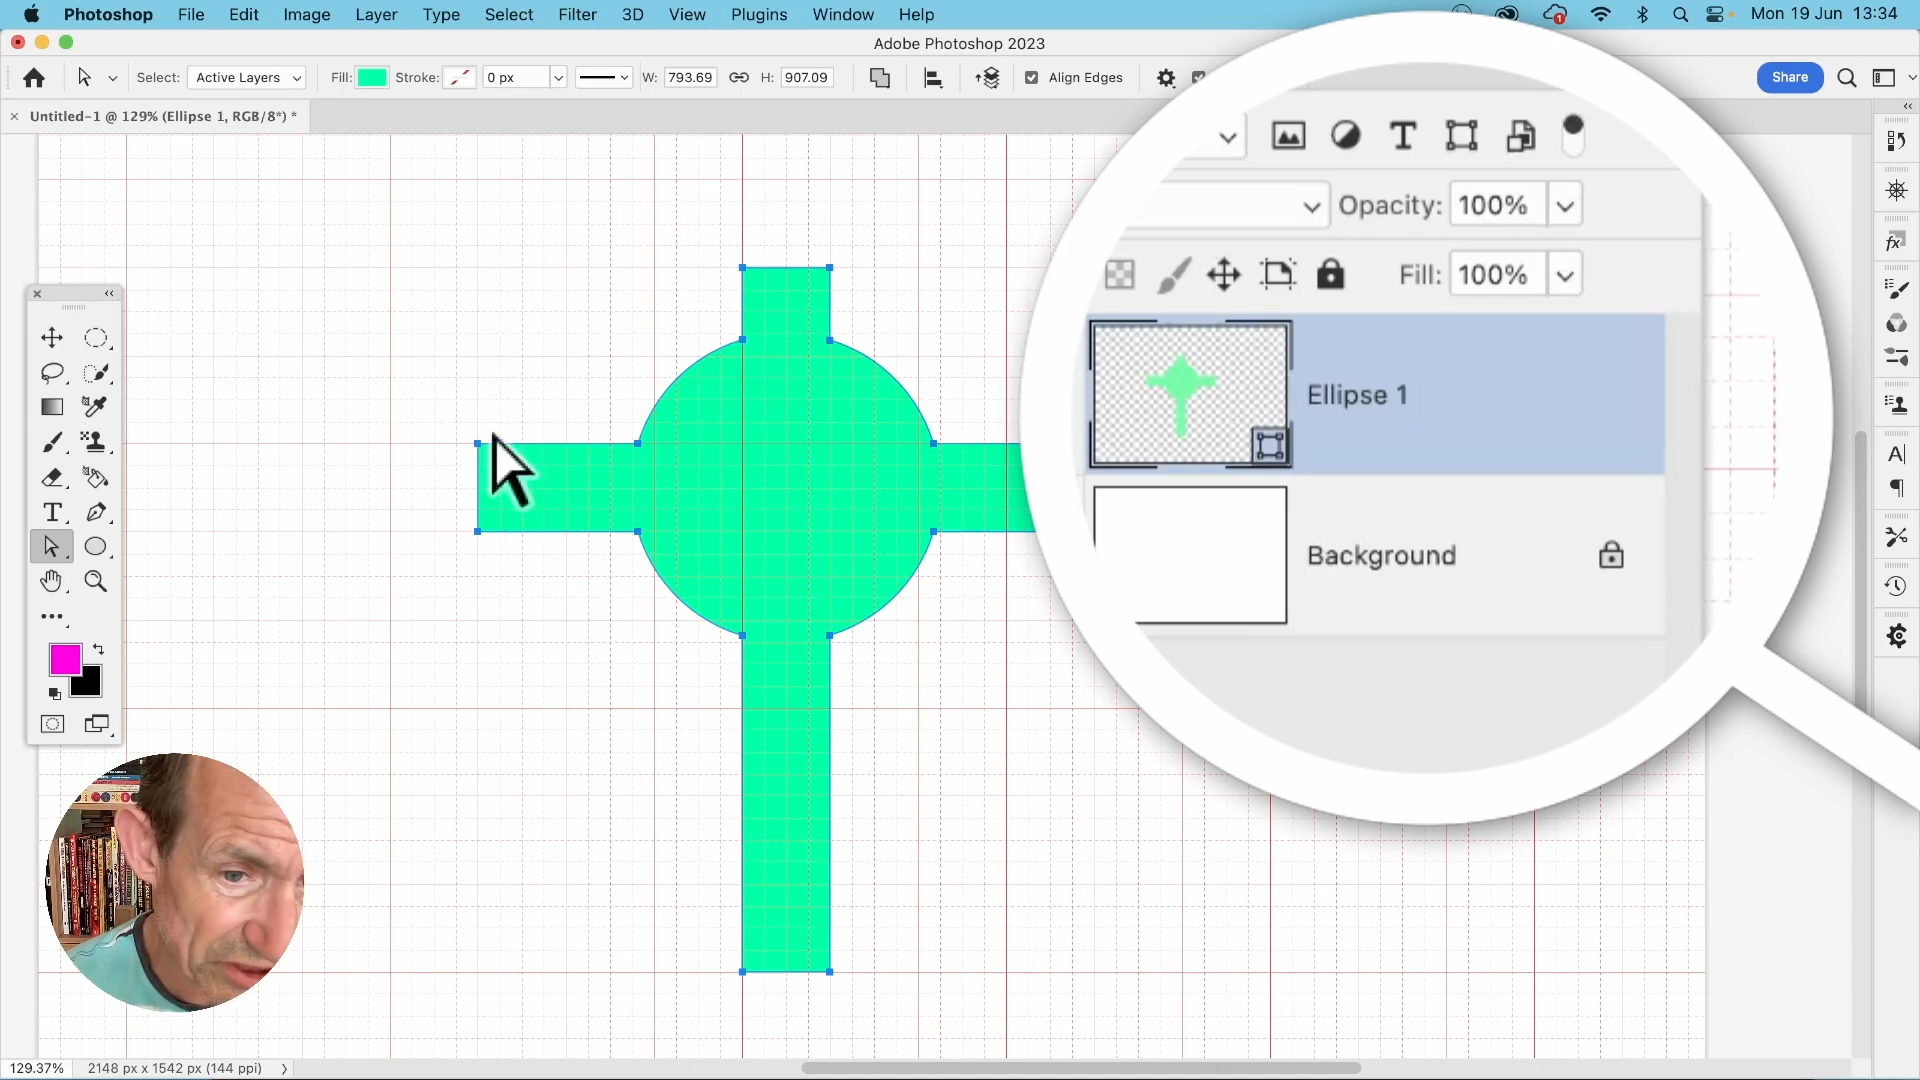 Photoshop File Edit Image Layer Type Select Filter 3D View Plugins Window Help
1
Mon 19 Jun 13:34
Adobe Photoshop 2023
Select: Active Layers Fill: Stroke: 0 px W: 793.69 H: 907.09 Align Edges
Share
Untitled-1 @ 129% (Ellipse 1, RGB/8*) *
Opacity: 100%
Fill: 100%
Ellipse 1
Background
129.37% 2148 px x 1542 px (144 ppi)